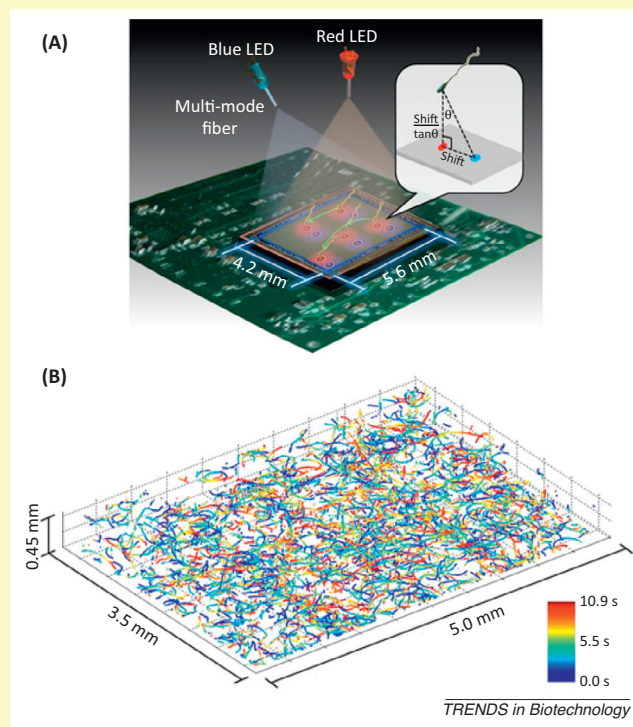 (A)
Blue LED
Red LED
Multi-mode
fiber
Shift
tanθ
θ
Shift
4.2 mm
5.6 mm
(B)
0.45 mm
3.5 mm
5.0 mm
10.9 s
5.5 s
0.0 s
TRENDS in Biotechnology